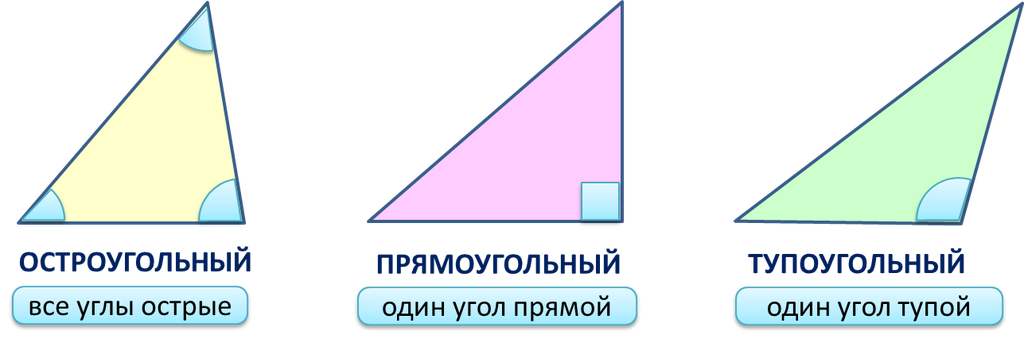 ОСТРОУГОЛЬНЫЙ
все углы острые
ПРЯМОУГОЛЬНЫЙ
один угол прямой
ТУПОУГОЛЬНЫЙ
один угол тупой